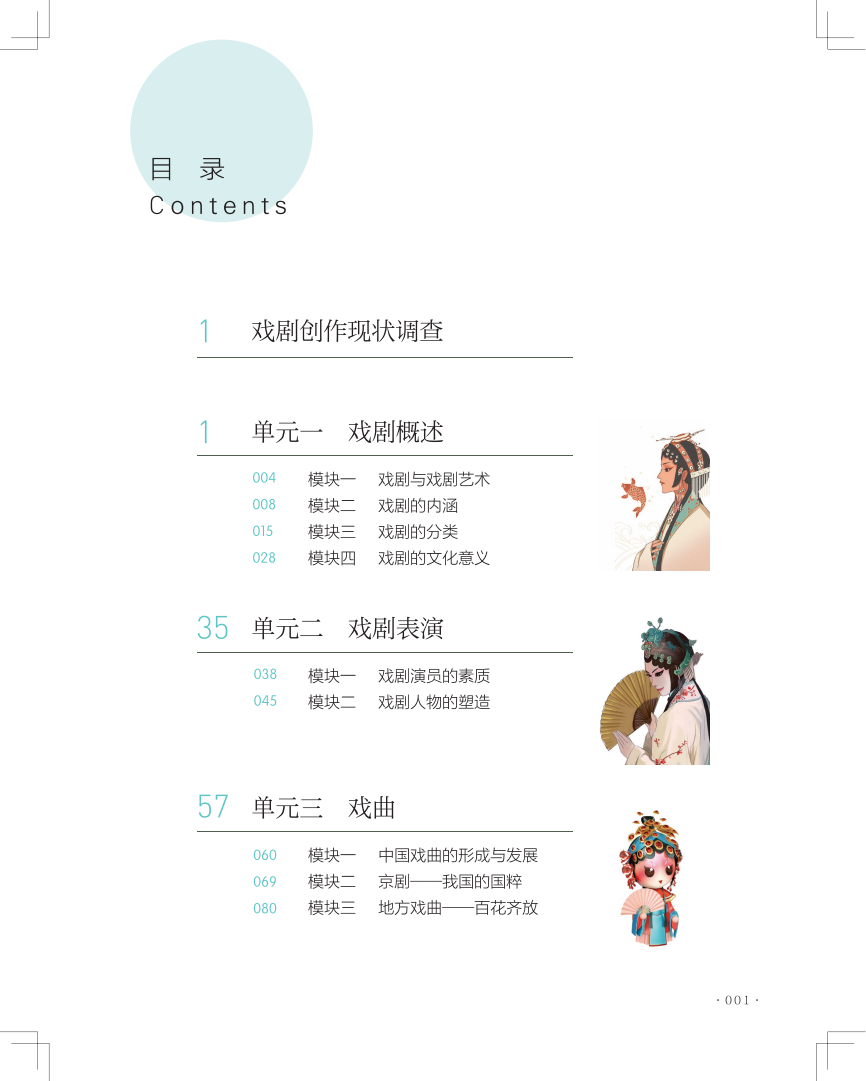 目 录
Contents
1 戏剧创作现状调查
1 单元一 戏剧概述
004 模块一 戏剧与戏剧艺术
008 模块二 戏剧的内涵
015 模块三 戏剧的分类
028 模块四 戏剧的文化意义
35 单元二 戏剧表演
038 模块一 戏剧演员的素质
045 模块二 戏剧人物的塑造
57 单元三 戏曲
060 模块一 中国戏曲的形成与发展
069 模块二 京剧——我国的国粹
080 模块三 地方戏曲——百花齐放
· 001 ·